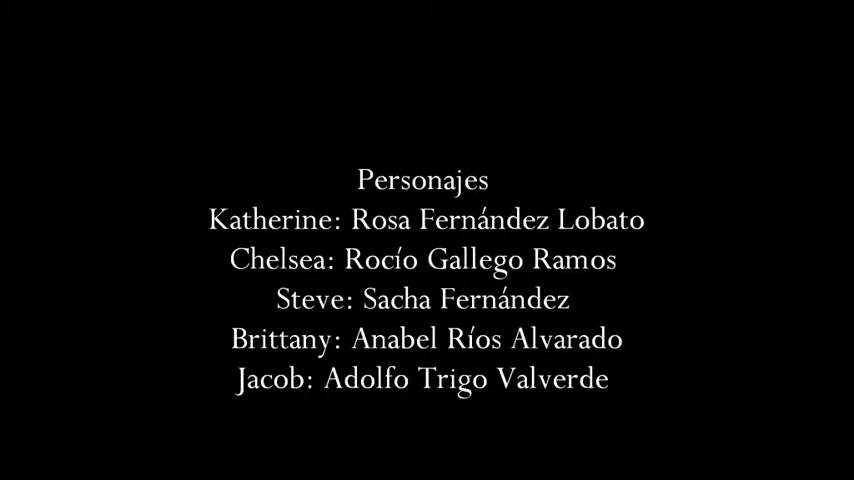 Personajes
Katherine: Rosa Fernández Lobato
Chelsea: Rocío Gallego Ramos
Steve: Sacha Fernández
Brittany: Anabel Ríos Alvarado
Jacob: Adolfo Trigo Valverde